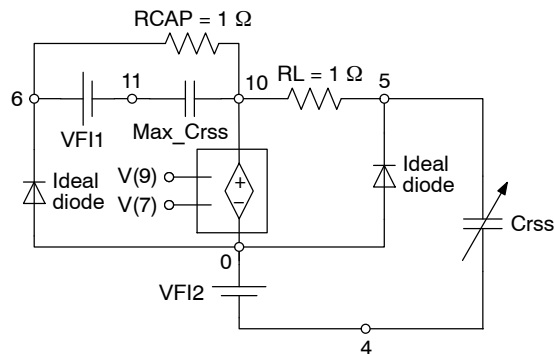 RCAP = 1 Ω
6
11
10
RL = 1 Ω
5
VFI1
Max_Crss
Ideal
diode
V(9)
V(7)
+
−
Ideal
diode
Crss
0
VFI2
4